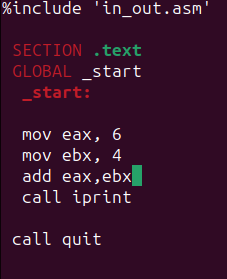 %include 'in_out.asm'
SECTION .text
GLOBAL _start
_start:
mov eax, 6
mov ebx, 4
add eax,ebx
call iprint
call quit